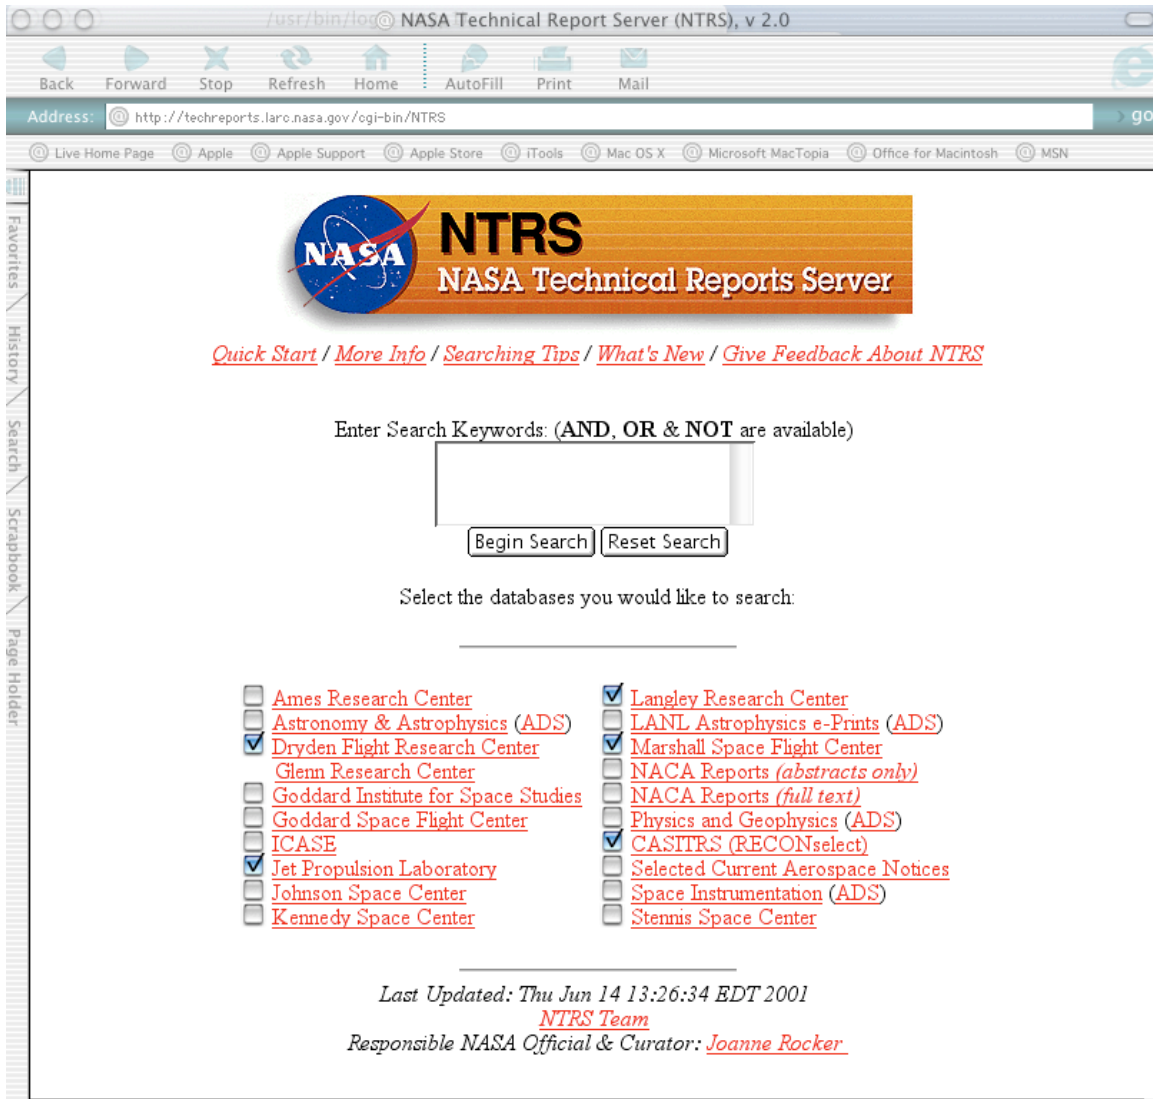 /usr/bin/log NASA Technical Report Server (NTRS), v 2.0
Back Forward Stop Refresh Home AutoFill Print Mail
Address: http://techreports.larc.nasa.gov/cgi-bin/NTRS go
Live Home Page Apple Apple Support Apple Store iTools Mac OS X Microsoft MacTopia Office for Macintosh MSN
Favorites
History
Search
Scrapbook
Page Holder
NASA
NTRS
NASA Technical Reports Server
Quick Start / More Info / Searching Tips / What's New / Give Feedback About NTRS
Enter Search Keywords: (AND, OR & NOT are available)
Begin Search Reset Search
Select the databases you would like to search:
Ames Research Center
Astronomy & Astrophysics (ADS)
Dryden Flight Research Center
Glenn Research Center
Goddard Institute for Space Studies
Goddard Space Flight Center
ICASE
Jet Propulsion Laboratory
Johnson Space Center
Kennedy Space Center
Langley Research Center
LANL Astrophysics e-Prints (ADS)
Marshall Space Flight Center
NACA Reports (abstracts only)
NACA Reports (full text)
Physics and Geophysics (ADS)
CASITRS (RECONselect)
Selected Current Aerospace Notices
Space Instrumentation (ADS)
Stennis Space Center
Last Updated: Thu Jun 14 13:26:34 EDT 2001
NTRS Team
Responsible NASA Official & Curator: Joanne Rocker